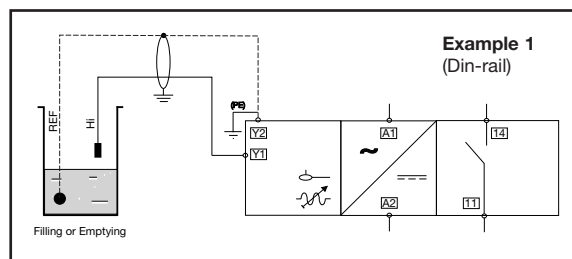 Example 1
(Din-rail)
REF
Hi
(PE)
Y2
A1
14
Y1
A2
11
Filling or Emptying